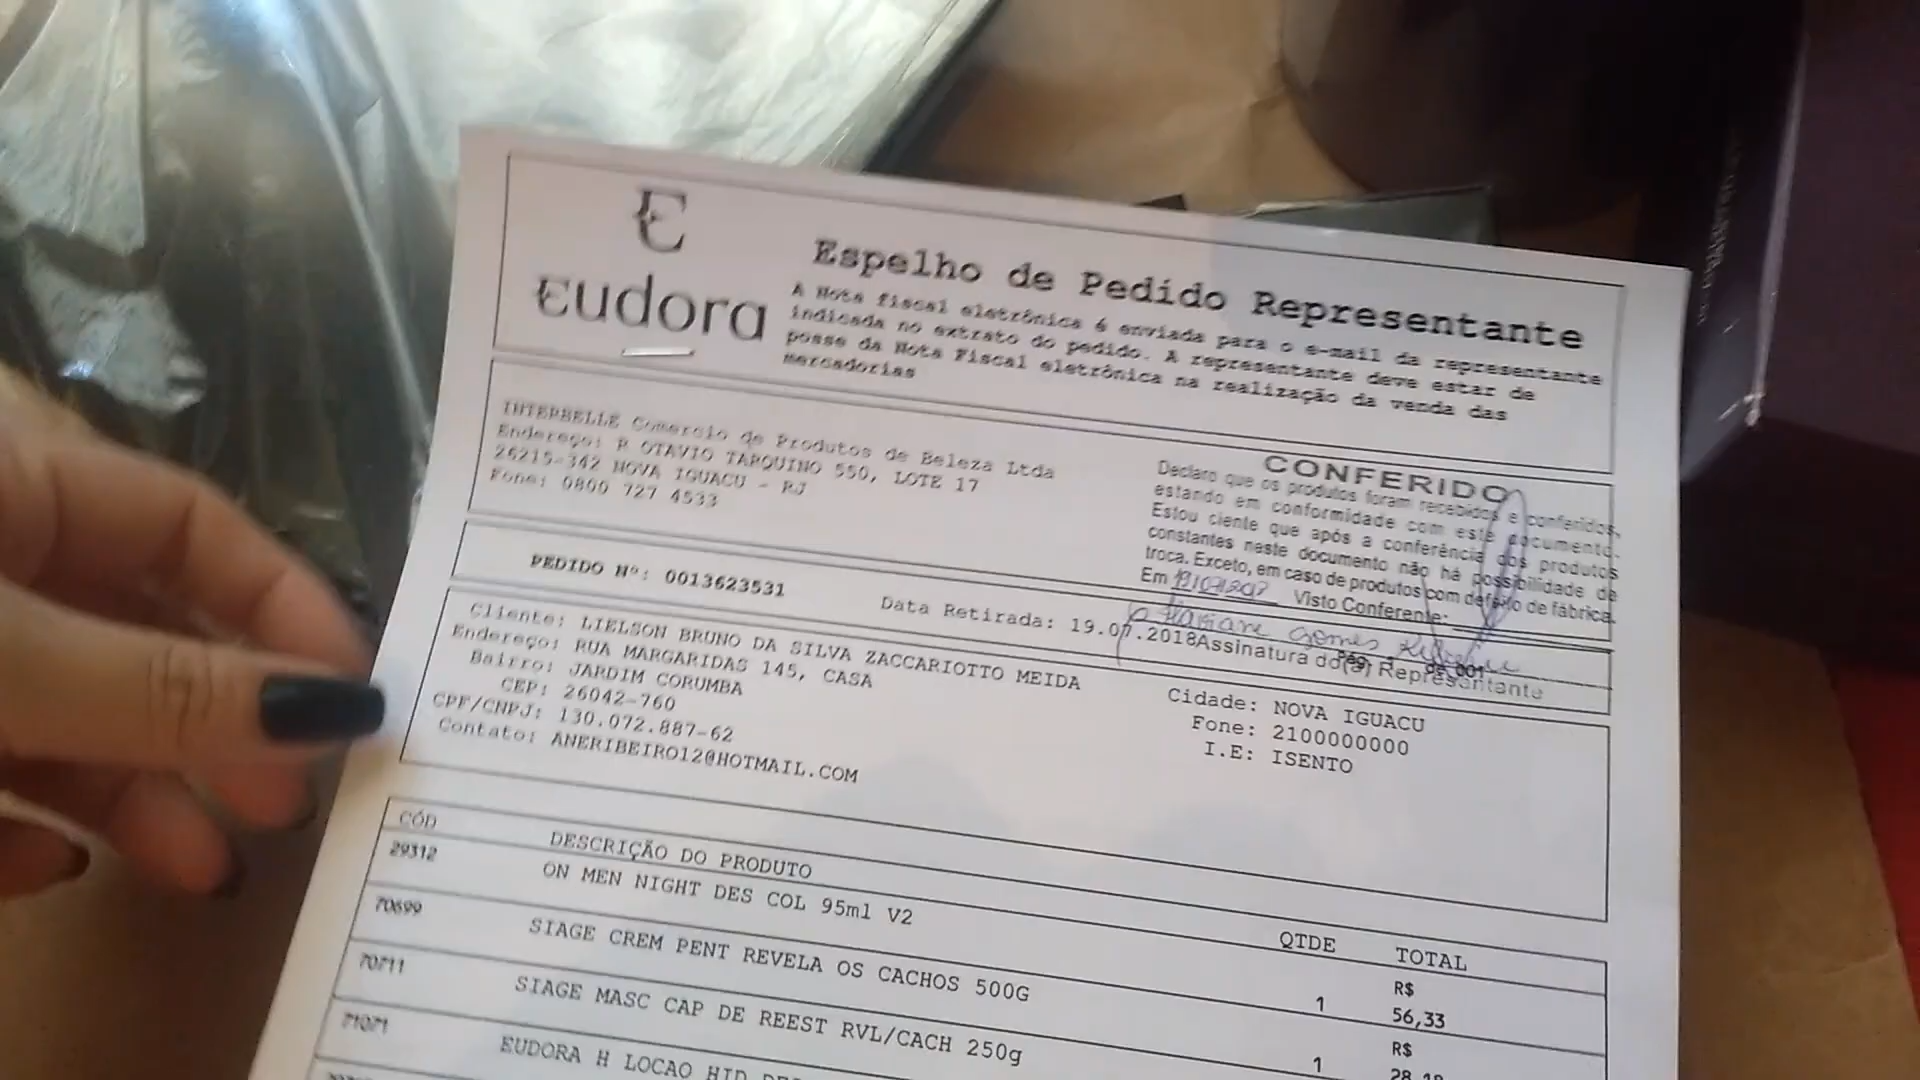 E
eudora
Espelho de Pedido Representante
A Nota fiscal eletrônica é enviada para o e-mail da representante
indicada no extrato do pedido. A representante deve estar de
posse da Nota Fiscal eletrônica na realização da venda das
mercadorias
INTERBELLE Comercio de Produtos de Beleza Ltda
Endereço: R OTAVIO TARQUINO 550, LOTE 17
26215-342 NOVA IGUACU - RJ
Fone: 0800 727 4533
CONFERIDO
Declaro que os produtos foram recebidos e conferidos,
estando em conformidade com este documento.
Estou ciente que após a conferência dos produtos
constantes neste documento não há possibilidade de
troca. Exceto, em caso de produtos com defeito de fábrica.
Em Visto Conferente:
PEDIDO Nº: 0013623531
Data Retirada: 19.07.2018
Assinatura do(a) Representante
Cliente: LIELSON BRUNO DA SILVA ZACCARIOTTO MEIDA
Endereço: RUA MARGARIDAS 145, CASA
Bairro: JARDIM CORUMBA
CEP: 26042-760
CPF/CNPJ: 130.072.887-62
Contato: ANERIBEIRO12@HOTMAIL.COM
Cidade: NOVA IGUACU
Fone: 2100000000
I.E: ISENTO
CÓD DESCRIÇÃO DO PRODUTO QTDE TOTAL
29312 ON MEN NIGHT DES COL 95ml V2 1 R$ 56,33
70699 SIAGE CREM PENT REVELA OS CACHOS 500G 1 R$
70711 SIAGE MASC CAP DE REEST RVL/CACH 250g
71071 EUDORA H LOCAO HID